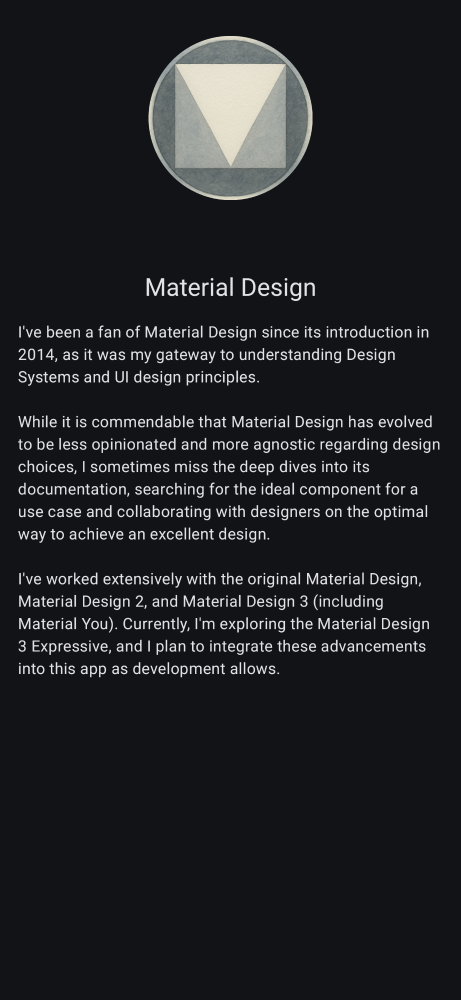 Material Design
I've been a fan of Material Design since its introduction in
2014, as it was my gateway to understanding Design
Systems and UI design principles.
While it is commendable that Material Design has evolved
to be less opinionated and more agnostic regarding design
choices, I sometimes miss the deep dives into its
documentation, searching for the ideal component for a
use case and collaborating with designers on the optimal
way to achieve an excellent design.
I've worked extensively with the original Material Design,
Material Design 2, and Material Design 3 (including
Material You). Currently, I'm exploring the Material Design
3 Expressive, and I plan to integrate these advancements
into this app as development allows.